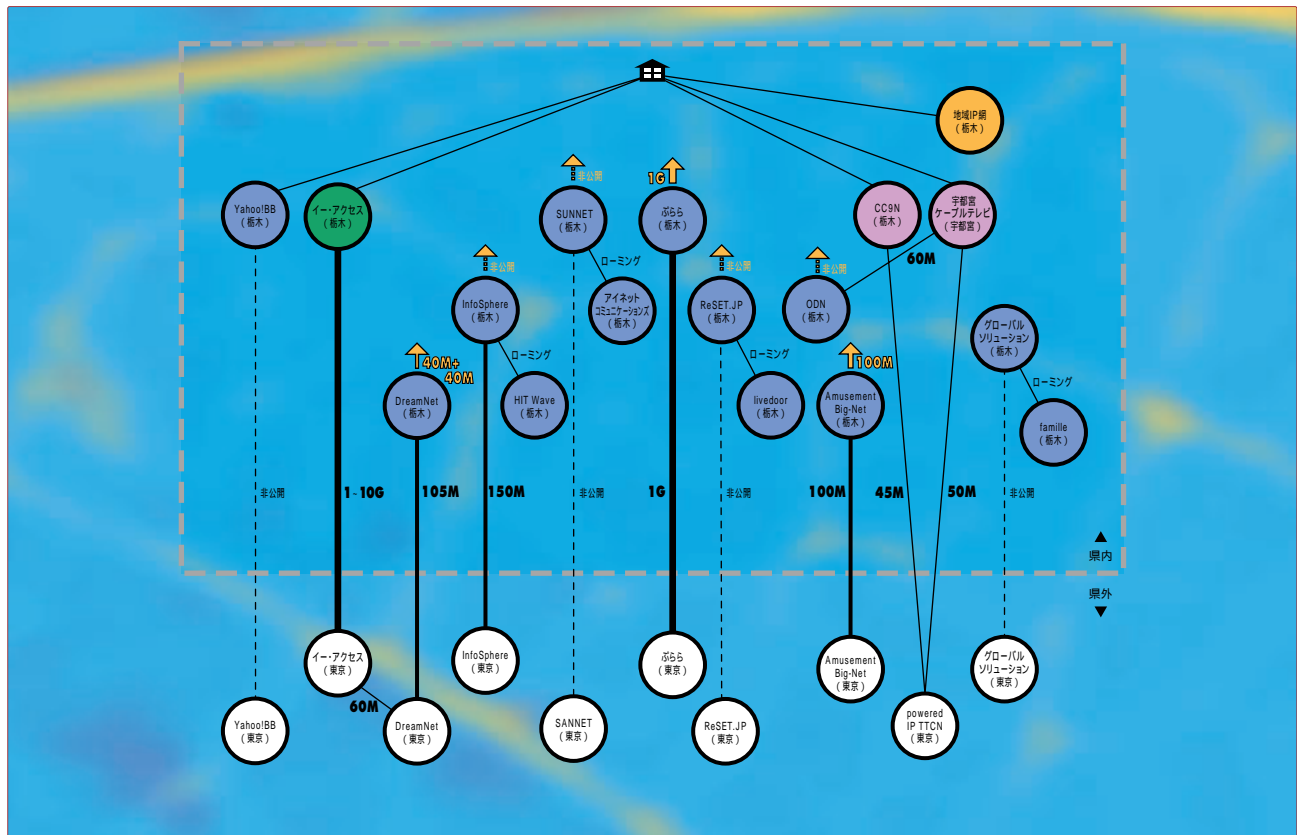 地域IP網
(栃木)
Yahoo!BB
(栃木)
イー・アクセス
(栃木)
非公開
SUNNET
(栃木)
1G
ぷらら
(栃木)
CC9N
(栃木)
宇都宮
ケーブルテレビ
(宇都宮)
60M
ローミング
アイネット
コミュニケーションズ
(栃木)
非公開
InfoSphere
(栃木)
ローミング
HIT Wave
(栃木)
非公開
ReSET.JP
(栃木)
ローミング
livedoor
(栃木)
非公開
ODN
(栃木)
グローバル
ソリューション
(栃木)
ローミング
famille
(栃木)
40M+
40M
DreamNet
(栃木)
100M
Amusement
Big-Net
(栃木)
非公開
1-10G
105M
150M
非公開
1G
非公開
100M
45M
50M
非公開
県内
県外
イー・アクセス
(東京)
InfoSphere
(東京)
ぷらら
(東京)
Amusement
Big-Net
(東京)
グローバル
ソリューション
(東京)
60M
Yahoo!BB
(東京)
DreamNet
(東京)
SANNET
(東京)
ReSET.JP
(東京)
powered
IP TTCN
(東京)